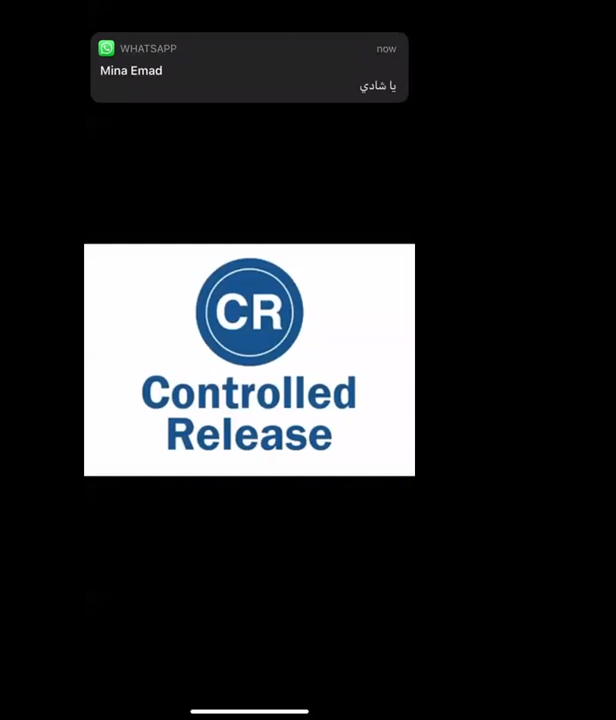 WHATSAPP
now
Mina Emad
يا شادي
CR
Controlled
Release